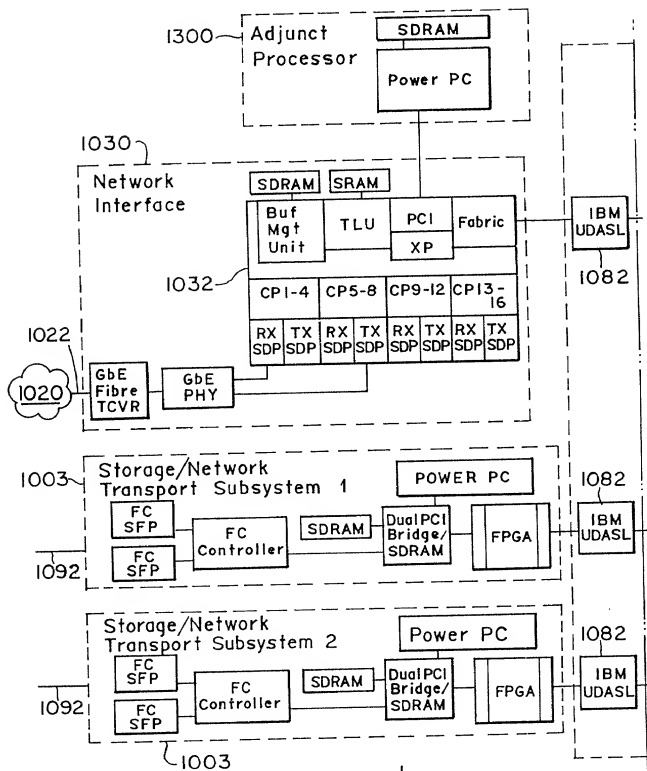 1300
Adjunct
Processor
SDRAM
Power PC
1030
Network
Interface
SDRAM
SRAM
Buf
Mgt
Unit
TLU
PCI
XP
Fabric
IBM
UDASL
1082
1032
CP1-4
CP5-8
CP9-12
CP13-
16
RX
SDP
TX
SDP
RX
SDP
TX
SDP
RX
SDP
TX
SDP
RX
SDP
TX
SDP
1022
1020
GbE
Fibre
TCVR
GbE
PHY
1003
Storage/Network
Transport Subsystem 1
POWER PC
1082
FC
SFP
FC
SFP
FC
Controller
SDRAM
Dual PCI
Bridge/
SDRAM
FPGA
IBM
UDASL
1092
Storage/Network
Transport Subsystem 2
Power PC
1082
FC
SFP
FC
SFP
FC
Controller
SDRAM
Dual PCI
Bridge/
SDRAM
FPGA
IBM
UDASL
1092
1003